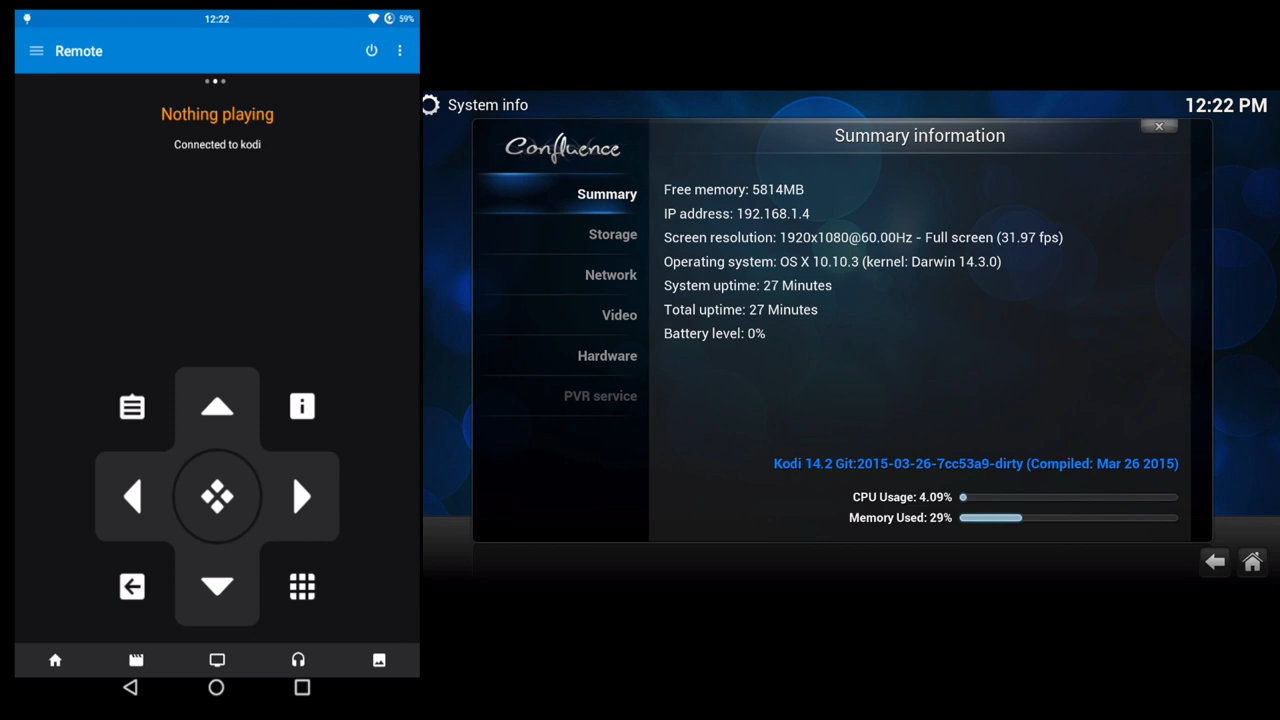 12:22
59%
Remote
Nothing playing
Connected to kodi
System info
12:22 PM
Confluence
Summary information
Summary
Storage
Network
Video
Hardware
PVR service
Free memory: 5814MB
IP address: 192.168.1.4
Screen resolution: 1920x1080@60.00Hz - Full screen (31.97 fps)
Operating system: OS X 10.10.3 (kernel: Darwin 14.3.0)
System uptime: 27 Minutes
Total uptime: 27 Minutes
Battery level: 0%
Kodi 14.2 Git:2015-03-26-7cc53a9-dirty (Compiled: Mar 26 2015)
CPU Usage: 4.09%
Memory Used: 29%